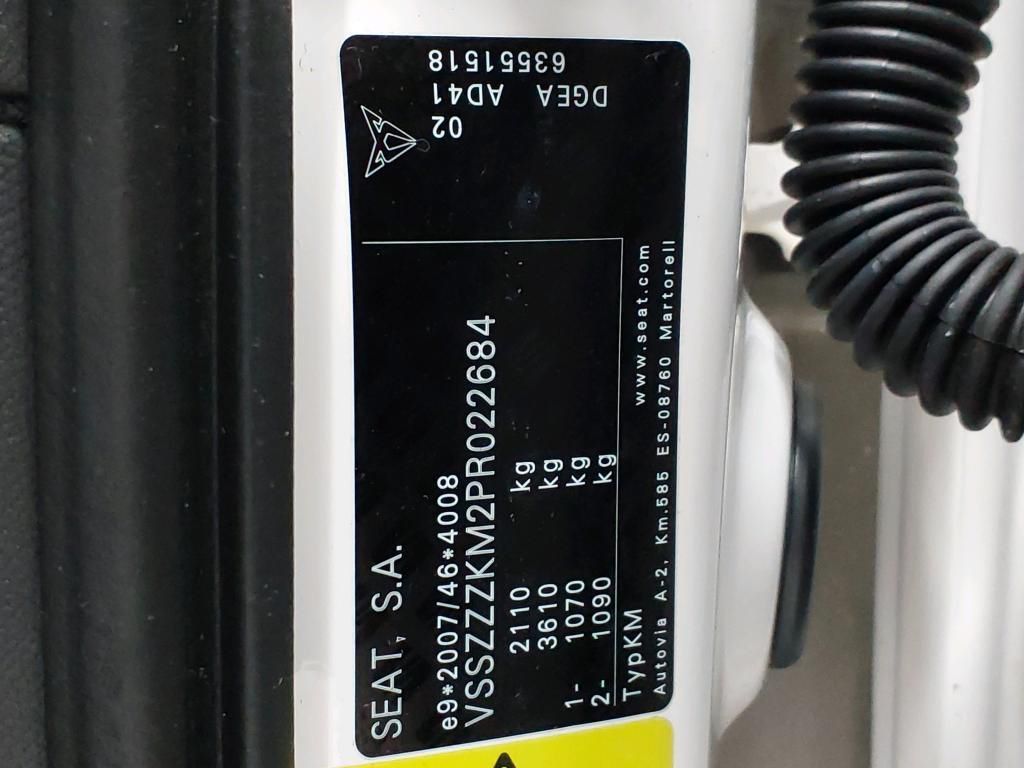 SEAT, S.A.
e9*2007/46*4008
VSSZZZKM2PR022684
2110 kg
3610 kg
1- 1070 kg
2- 1090 kg
TypKM
www.seat.com
Autovia A-2, Km.585 ES-08760 Martorell
63551518
AD41
02
DGEA